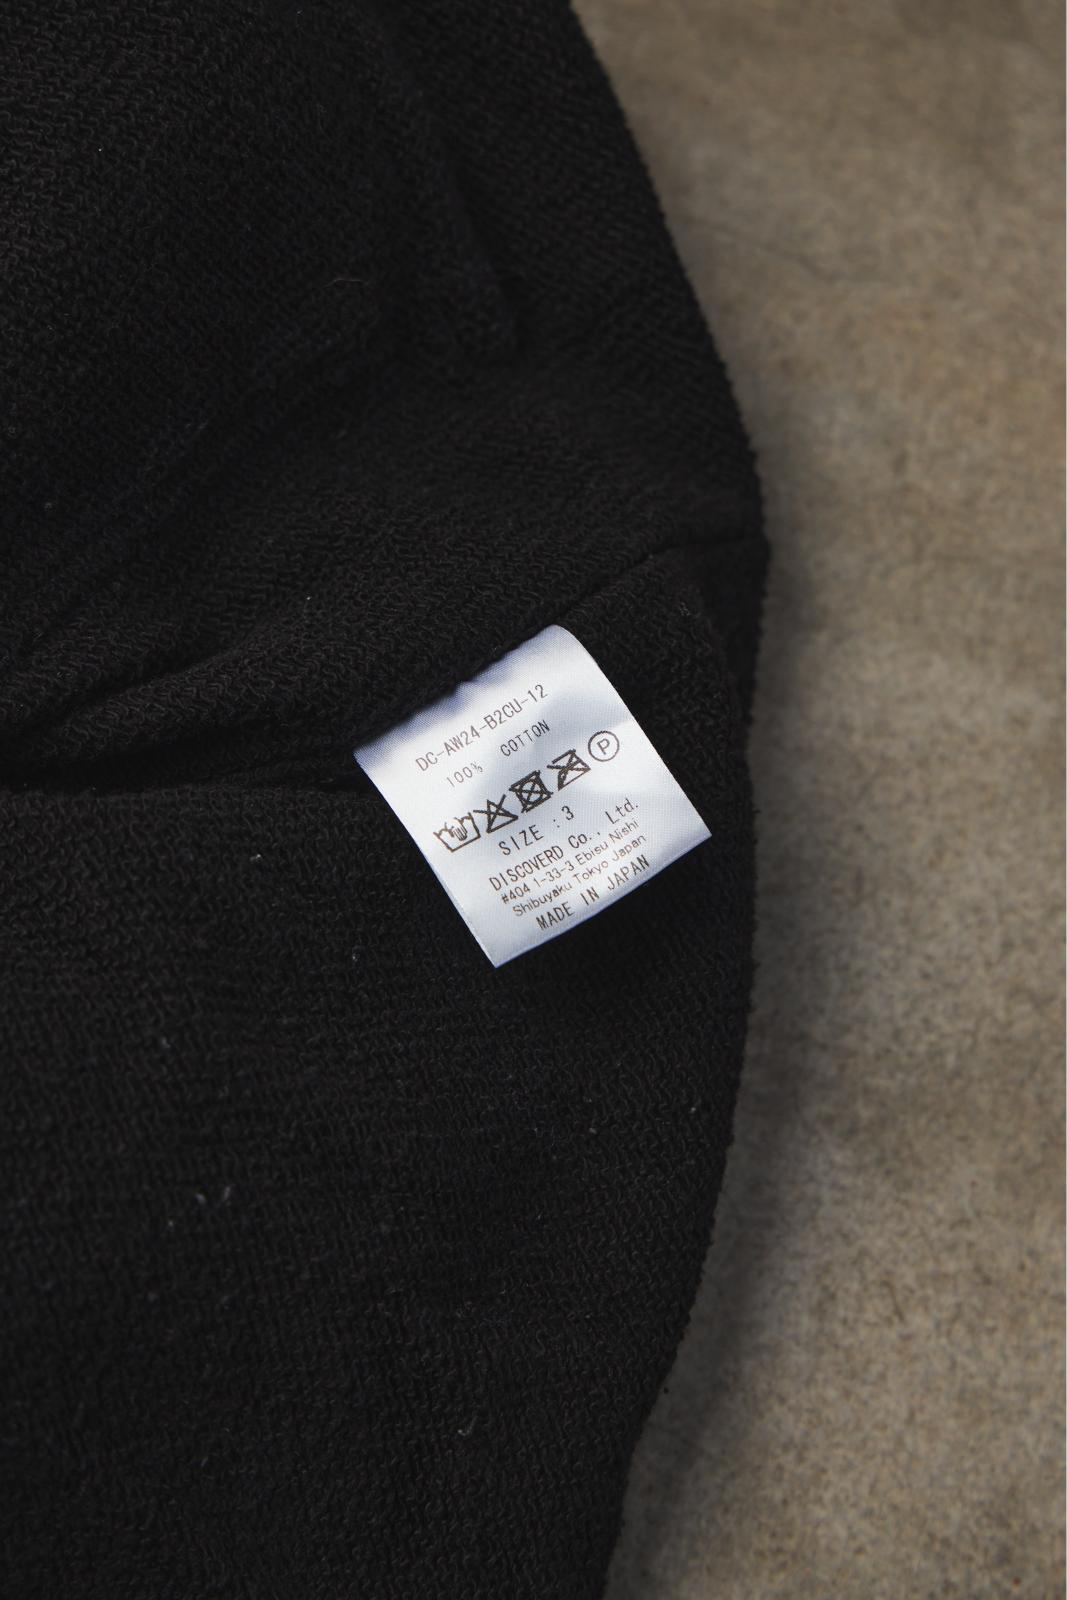 DC-AW24-B2CU-12
100% COTTON
P
SIZE :3
DISCOVERD Co., Ltd.
#404 1-33-3 Ebisu Nishi
Shibuyaku Tokyo Japan
MADE IN JAPAN